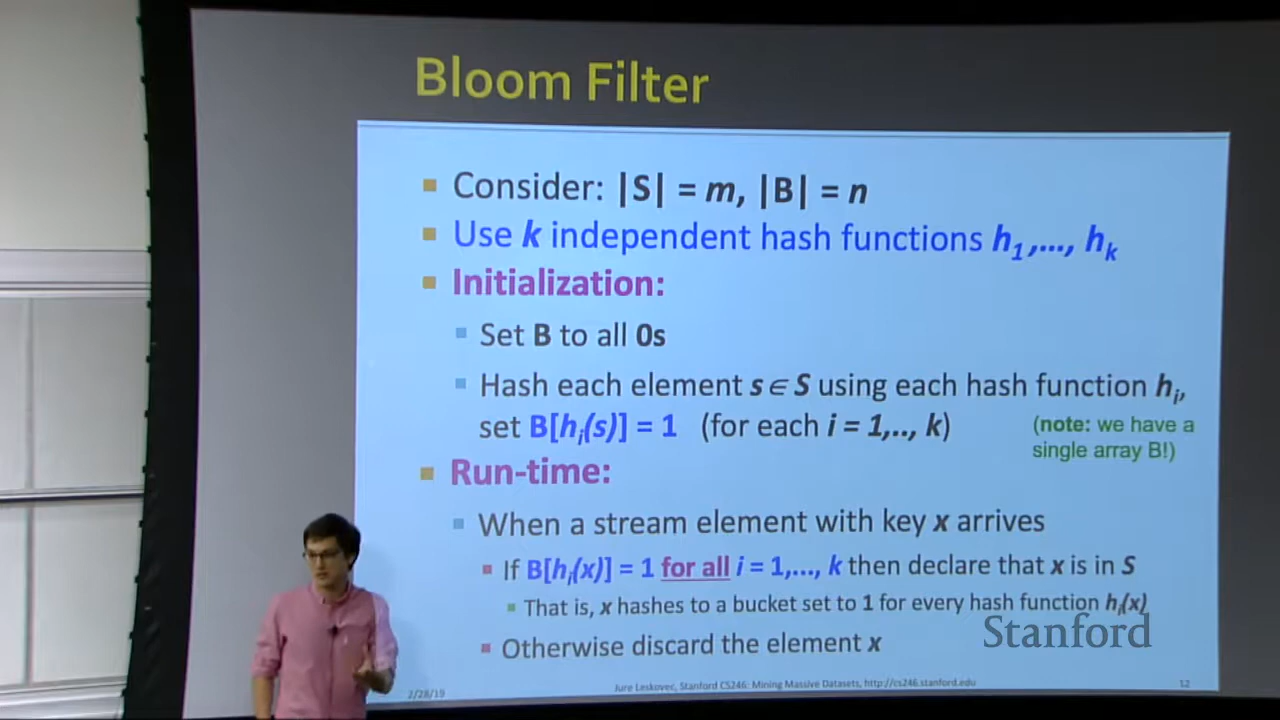 Bloom Filter
Consider: |S| = m, |B| = n
Use k independent hash functions h1,..., hk
Initialization:
Set B to all 0s
Hash each element s ∈ S using each hash function hi,
set B[hi(s)] = 1 (for each i = 1,.., k)
(note: we have a
single array B!)
Run-time:
When a stream element with key x arrives
If B[hi(x)] = 1 for all i = 1,..., k then declare that x is in S
That is, x hashes to a bucket set to 1 for every hash function hi(x)
Otherwise discard the element x
Stanford
2/28/19
Jure Leskovec, Stanford CS246: Mining Massive Datasets, http://cs246.stanford.edu
12